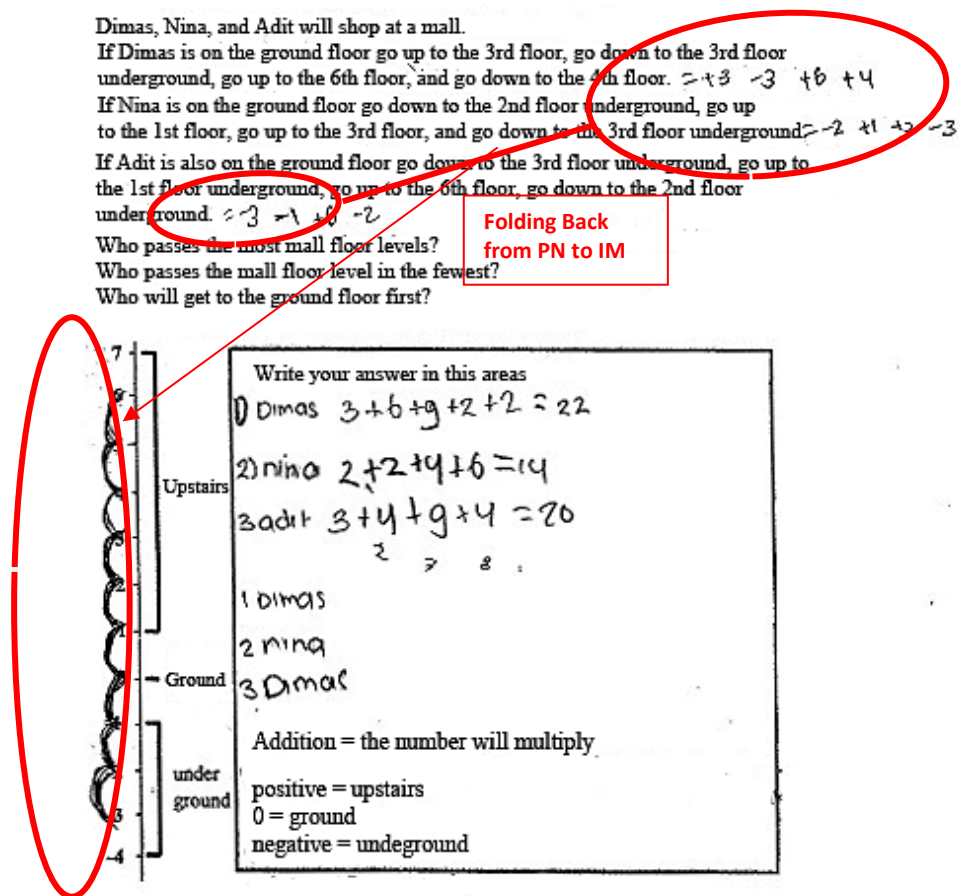 Dimas, Nina, and Adit will shop at a mall.
If Dimas is on the ground floor go up to the 3rd floor, go down to the 3rd floor
underground, go up to the 6th floor, and go down to the 4th floor. =+3 -3 +6 +4
If Nina is on the ground floor go down to the 2nd floor underground, go up
to the 1st floor, go up to the 3rd floor, and go down to the 3rd floor underground =-2 +1 +3 -3
If Adit is also on the ground floor go down to the 3rd floor underground, go up to
the 1st floor underground, go up to the 6th floor, go down to the 2nd floor
underground. =-3 -1 +6 -2
Folding Back
from PN to IM
Who passes the most mall floor levels?
Who passes the mall floor level in the fewest?
Who will get to the ground floor first?
7
3
2
1
-4
Upstairs
Ground
under
ground
Write your answer in this areas
1) Dimas 3+6+9+2+2 = 22
2) nina 2+2+4+6 =14
3 adit 3+4+9+4 =20
2 7 8
1 Dimas
2 nina
3 Dimas
Addition = the number will multiply
positive = upstairs
0 = ground
negative = undeground